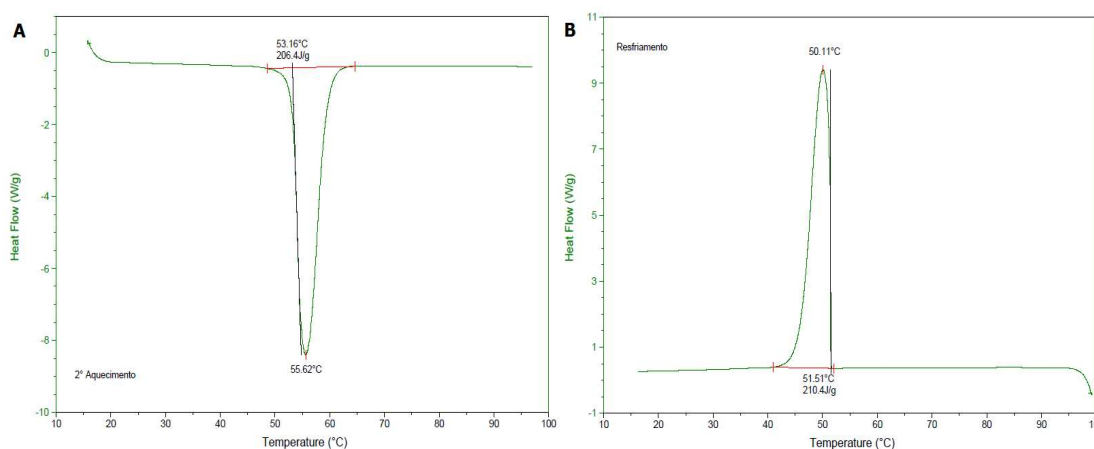 A
53.16°C
206.4J/g
55.62°C
2° Aquecimento
Heat Flow (W/g)
0
-2
-4
-6
-8
-10
10 20 30 40 50 60 70 80 90 100
Temperature (°C)
B
Resfriamento
50.11°C
51.51°C
210.4J/g
Heat Flow (W/g)
11
9
7
5
3
1
-1
10 20 30 40 50 60 70 80 90 100
Temperature (°C)